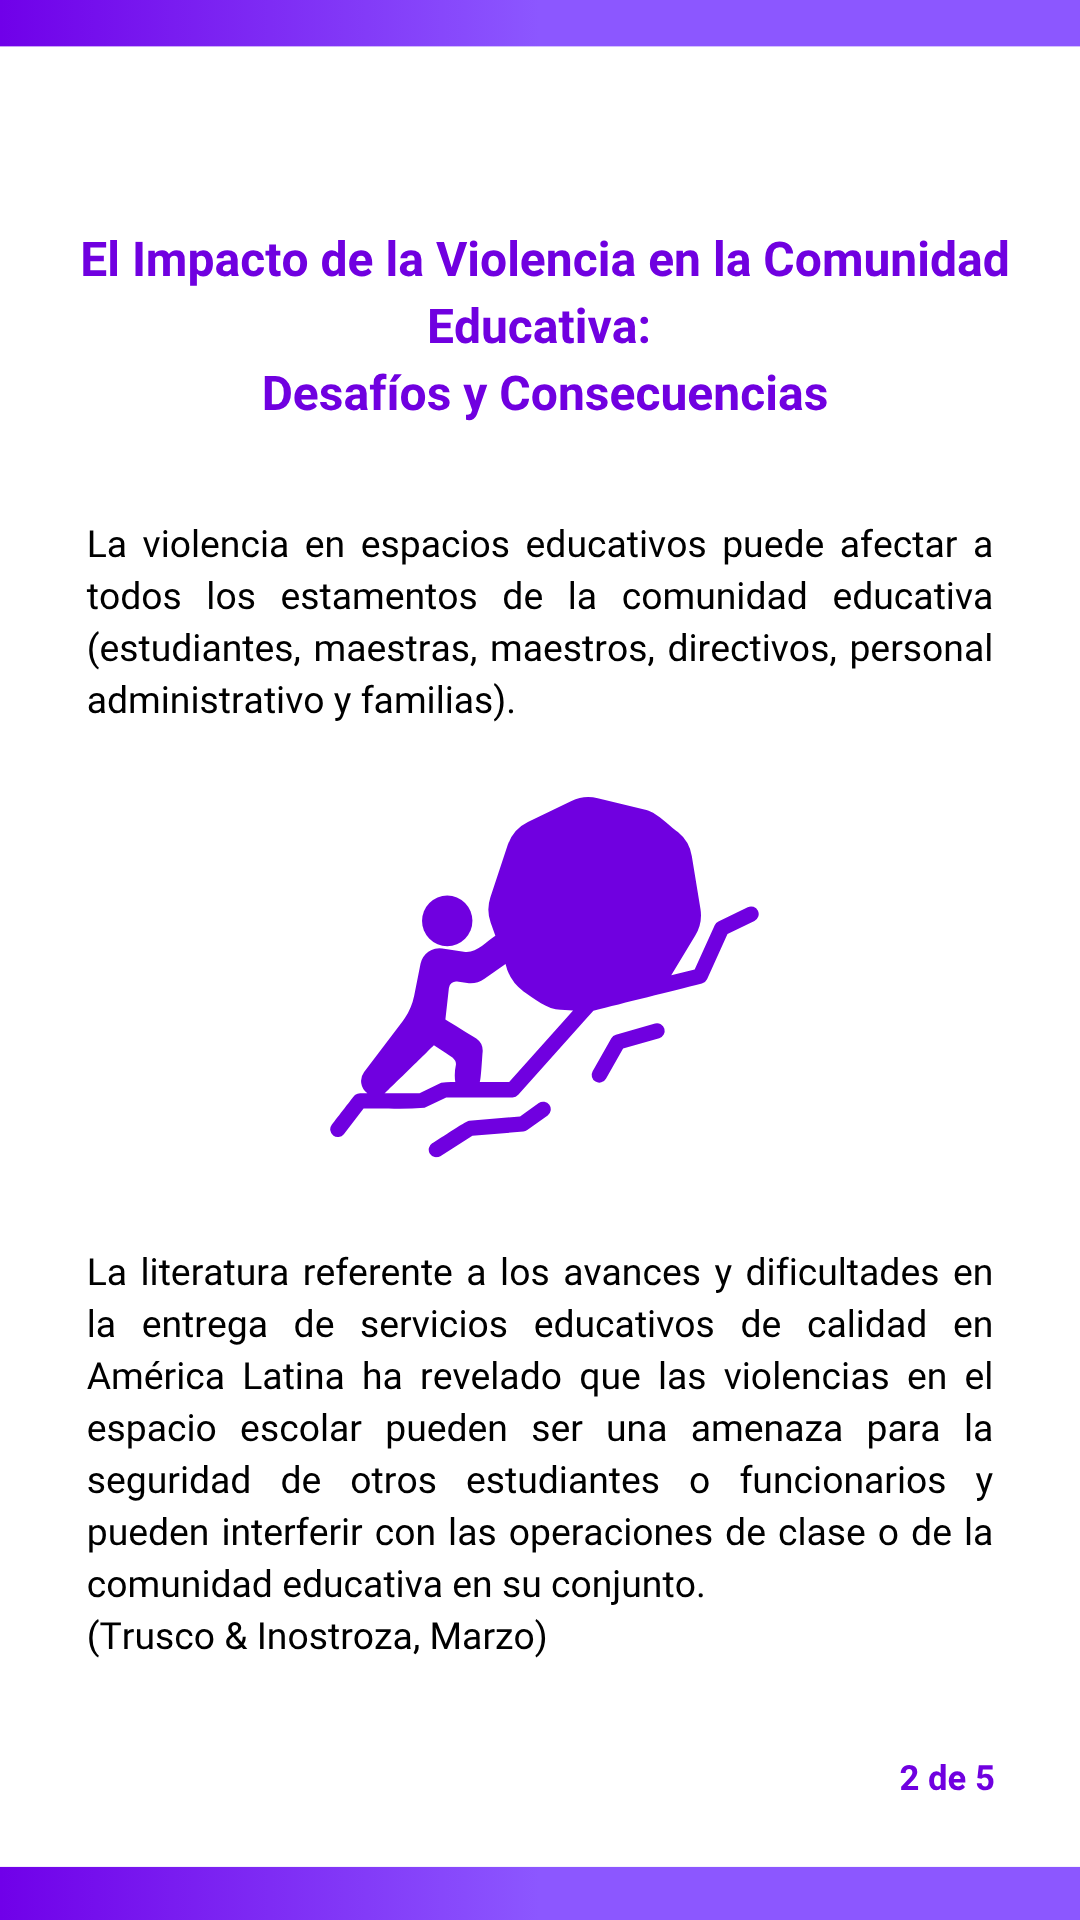 El Impacto de la Violencia en la Comunidad
Educativa:
Desafíos y Consecuencias
La violencia en espacios educativos puede afectar a
todos los estamentos de la comunidad educativa
(estudiantes, maestras, maestros, directivos, personal
administrativo y familias).
La literatura referente a los avances y dificultades en
la entrega de servicios educativos de calidad en
América Latina ha revelado que las violencias en el
espacio escolar pueden ser una amenaza para la
seguridad de otros estudiantes o funcionarios y
pueden interferir con las operaciones de clase o de la
comunidad educativa en su conjunto.
(Trusco & Inostroza, Marzo)
2 de 5